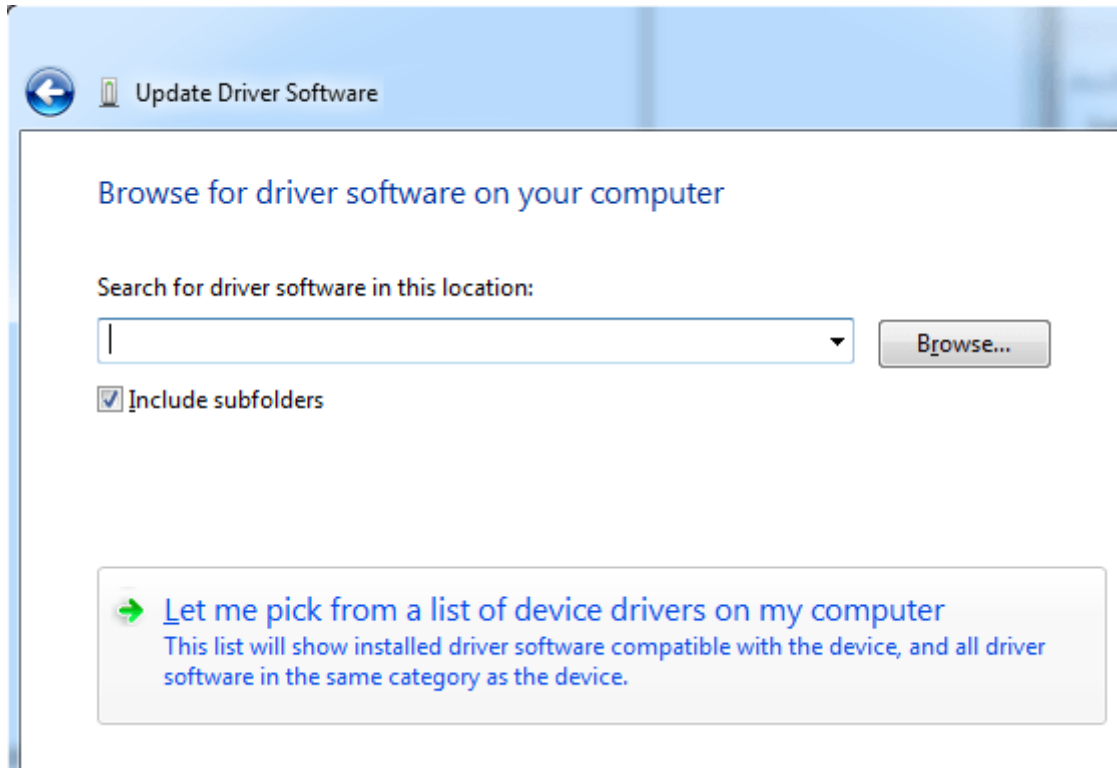 Update Driver Software
Browse for driver software on your computer
Search for driver software in this location:
Browse...
Include subfolders
Let me pick from a list of device drivers on my computer
This list will show installed driver software compatible with the device, and all driver
software in the same category as the device.